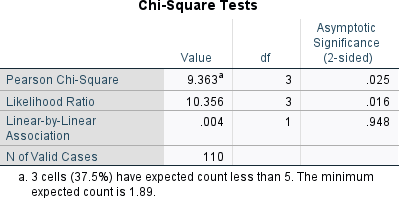 Chi-Square Tests
Value df Asymptotic Significance (2-sided)
Pearson Chi-Square 9.363a 3 .025
Likelihood Ratio 10.356 3 .016
Linear-by-Linear Association .004 1 .948
N of Valid Cases 110
a. 3 cells (37.5%) have expected count less than 5. The minimum
expected count is 1.89.